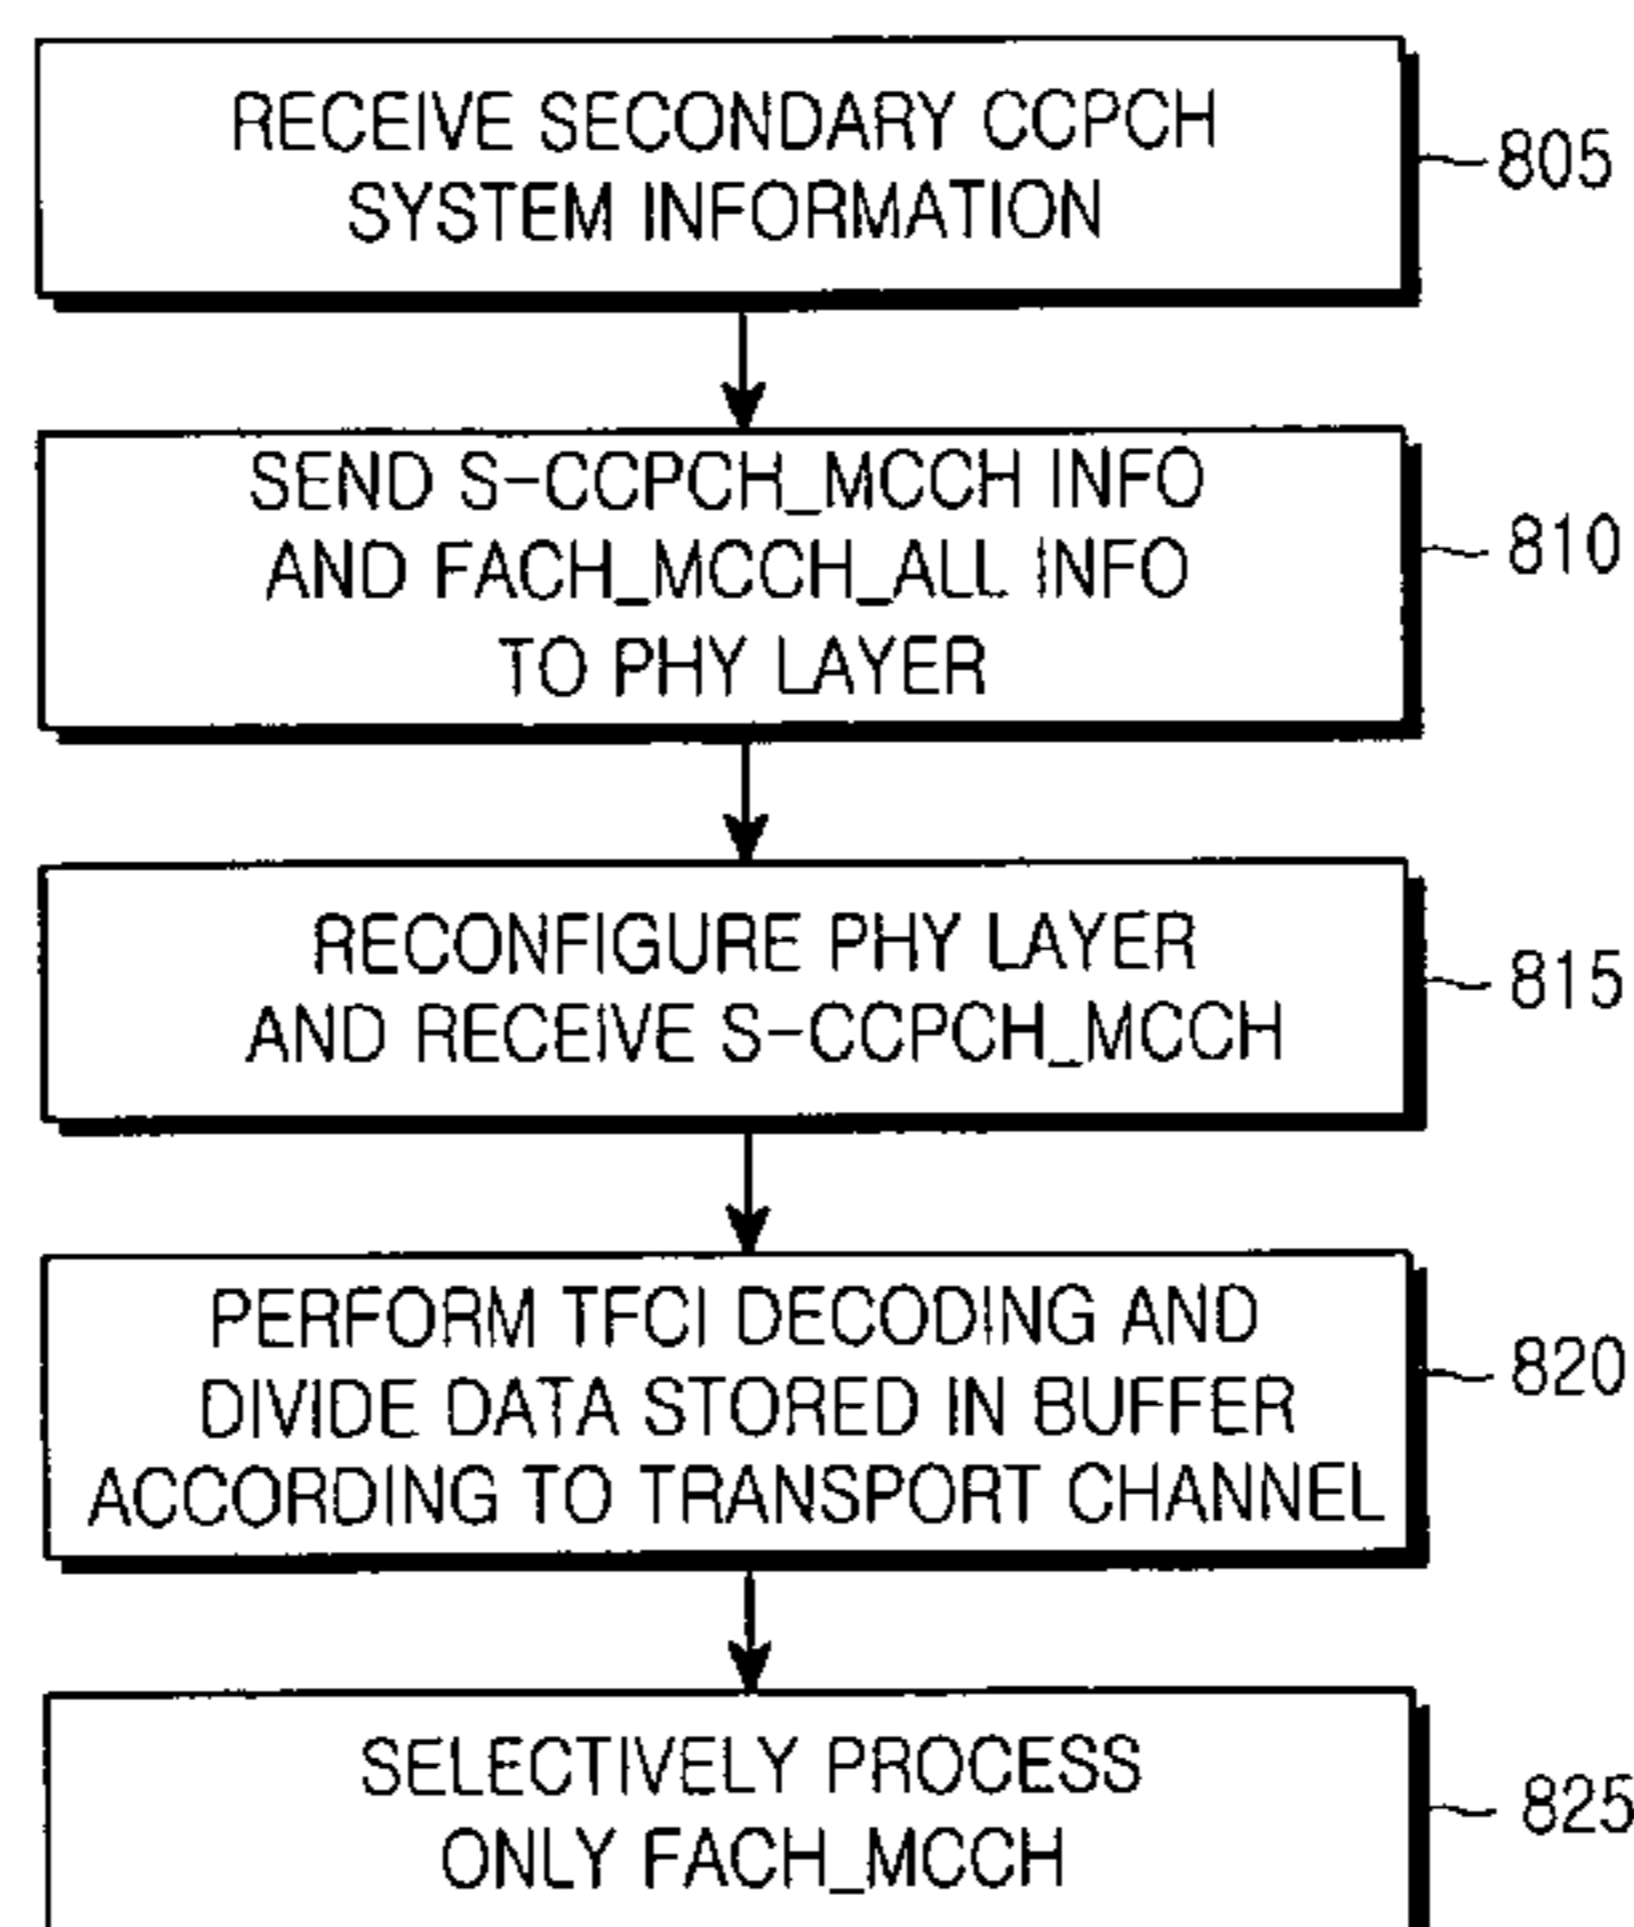 RECEIVE SECONDARY CCPCH
SYSTEM INFORMATION
805
SEND S-CCPCH_MCCH INFO
AND FACH_MCCH_ALL INFO
TO PHY LAYER
810
RECONFIGURE PHY LAYER
AND RECEIVE S-CCPCH_MCCH
815
PERFORM TFCI DECODING AND
DIVIDE DATA STORED IN BUFFER
ACCORDING TO TRANSPORT CHANNEL
820
SELECTIVELY PROCESS
ONLY FACH_MCCH
825